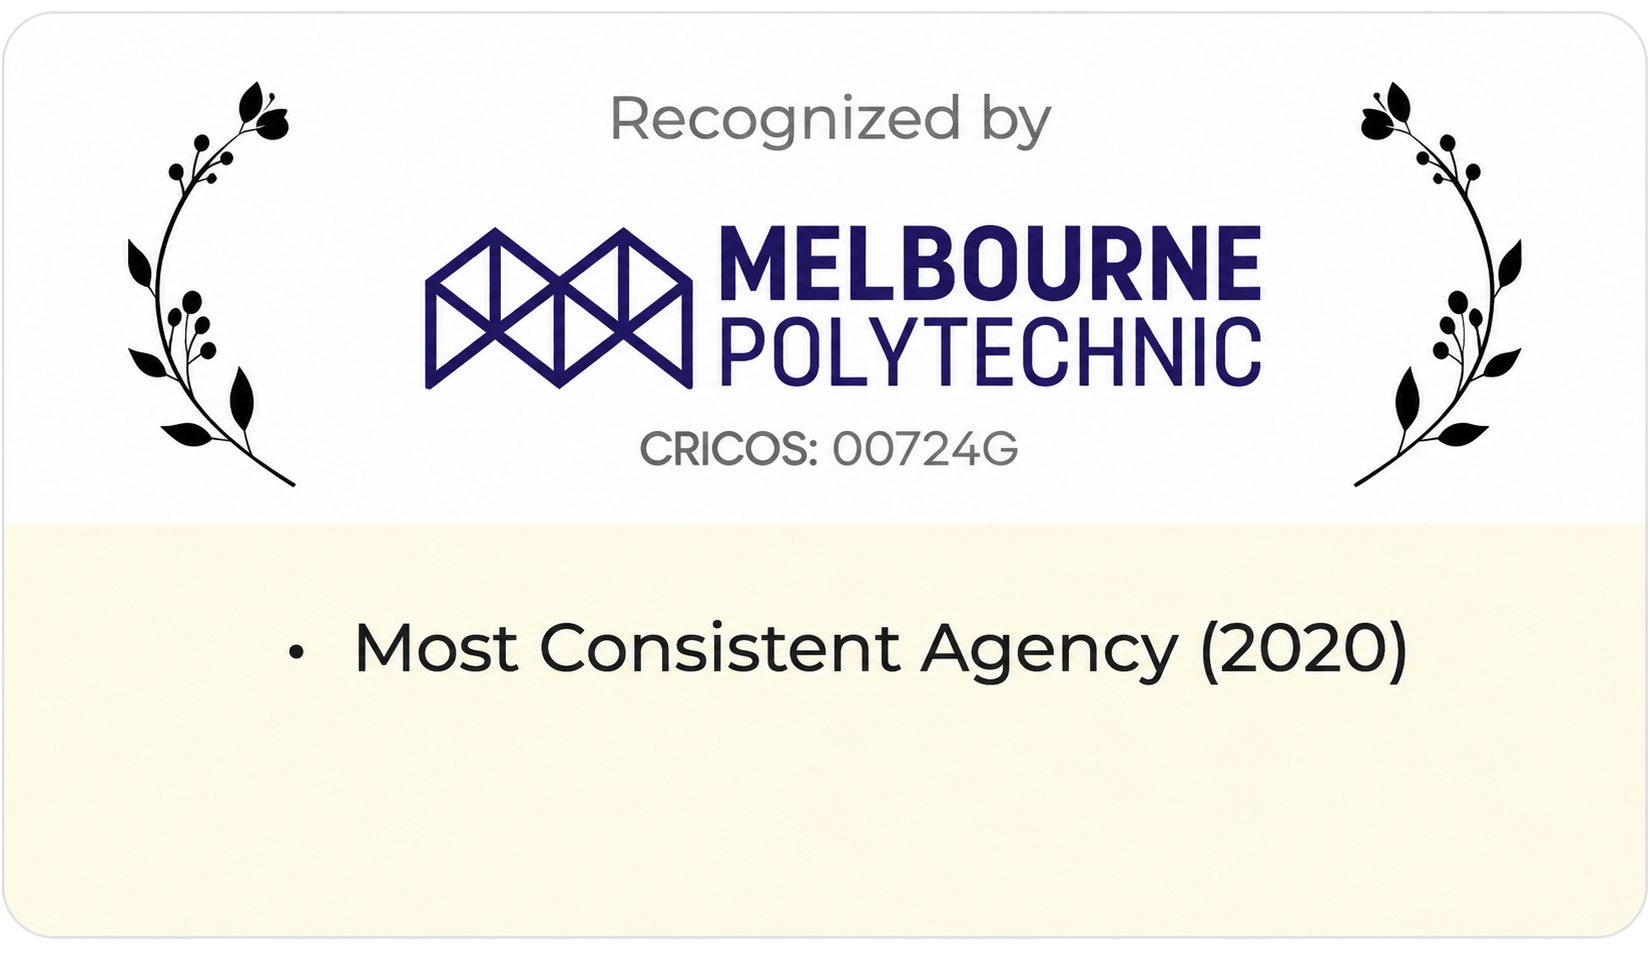 Recognized by
MELBOURNE
POLYTECHNIC
CRICOS: 00724G
• Most Consistent Agency (2020)